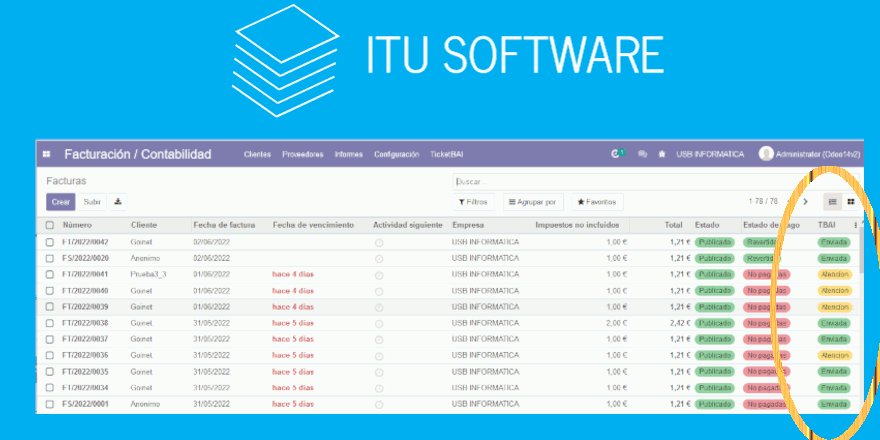 ITU SOFTWARE
Facturación / Contabilidad Clientes Proveedores Informes Configuración TicketBAI 1 USB INFORMATICA Administrator (Odoo14v2)
Facturas Buscar...
Crear Subir Filtros Agrupar por Favoritos 1-78 / 78
Número Cliente Fecha de factura Fecha de vencimiento Actividad siguiente Empresa Impuestos no incluidos Total Estado Estado de pago TBAI
FT/2022/0042 Goinet 02/06/2022 USB INFORMATICA 1,00 € 1,21 € Publicado Revertido Enviada
FS/2022/0020 Anonimo 02/06/2022 USB INFORMATICA 1,00 € 1,21 € Publicado Revertido Enviada
FT/2022/0041 Prueba3_3 01/06/2022 hace 4 días USB INFORMATICA 1,00 € 1,21 € Publicado No pagadas Atencion
FT/2022/0040 Goinet 01/06/2022 hace 4 días USB INFORMATICA 1,00 € 1,21 € Publicado No pagadas Atencion
FT/2022/0039 Goinet 01/06/2022 hace 4 días USB INFORMATICA 1,00 € 1,21 € Publicado No pagadas Atencion
FT/2022/0038 Goinet 31/05/2022 hace 5 días USB INFORMATICA 2,00 € 2,42 € Publicado No pagadas Enviada
FT/2022/0037 Goinet 31/05/2022 hace 5 días USB INFORMATICA 1,00 € 1,21 € Publicado No pagadas Enviada
FT/2022/0036 Goinet 31/05/2022 hace 5 días USB INFORMATICA 1,00 € 1,21 € Publicado No pagadas Atencion
FT/2022/0035 Goinet 31/05/2022 hace 5 días USB INFORMATICA 1,00 € 1,21 € Publicado No pagadas Enviada
FT/2022/0034 Goinet 31/05/2022 hace 5 días USB INFORMATICA 1,00 € 1,21 € Publicado No pagadas Enviada
FS/2022/0001 Anonimo 31/05/2022 hace 5 días USB INFORMATICA 1,00 € 1,21 € Publicado No pagadas Enviada